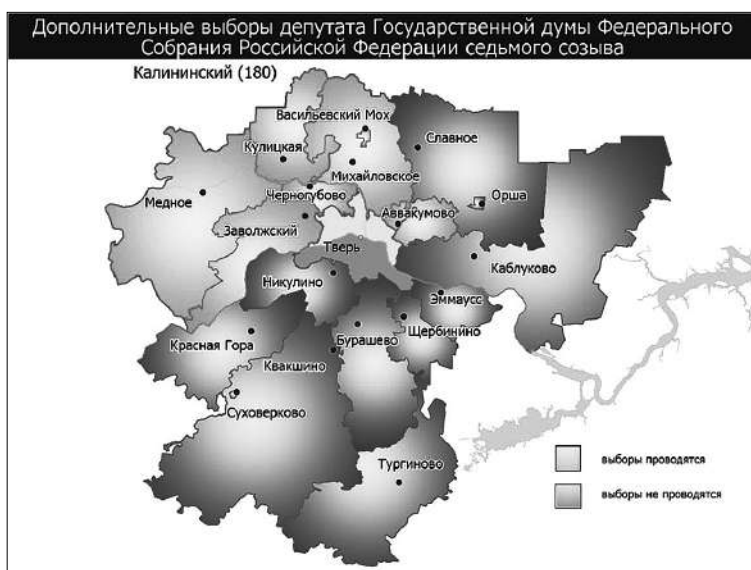 Дополнительные выборы депутата Государственной думы Федерального
Собрания Российской Федерации седьмого созыва
Калининский (180)
Васильевский Мох
Славное
Кулицкая
Михайловское
Черногубово
Медное
Орша
Аввакумово
Заволжский
Тверь
Каблуково
Никулино
Эммаусс
Щербинйно
Бурашево
Красная Гора
Квакшино
Суховерково
Тургиново
выборы проводятся
выборы не проводятся